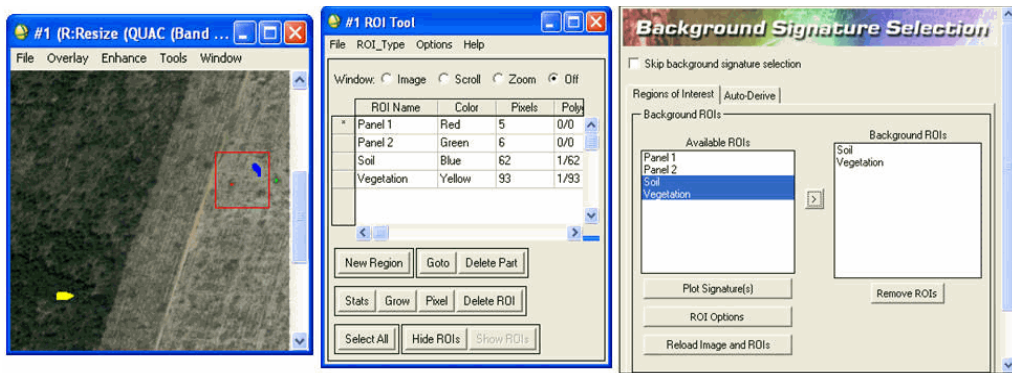 #1 (R:Resize (QUAC (Band ...
File Overlay Enhance Tools Window
#1 ROI Tool
File ROI_Type Options Help
Window: Image Scroll Zoom Off
ROI Name Color Pixels Poly
* Panel 1 Red 5 0/0
Panel 2 Green 6 0/0
Soil Blue 62 1/62
Vegetation Yellow 93 1/93
New Region Goto Delete Part
Stats Grow Pixel Delete ROI
Select All Hide ROIs Show ROIs
Background Signature Selection
Skip background signature selection
Regions of Interest Auto-Derive
Background ROIs
Available ROIs
Panel 1
Panel 2
Soil
Vegetation
>
Background ROIs
Soil
Vegetation
Plot Signature(s)
Remove ROIs
ROI Options
Reload Image and ROIs